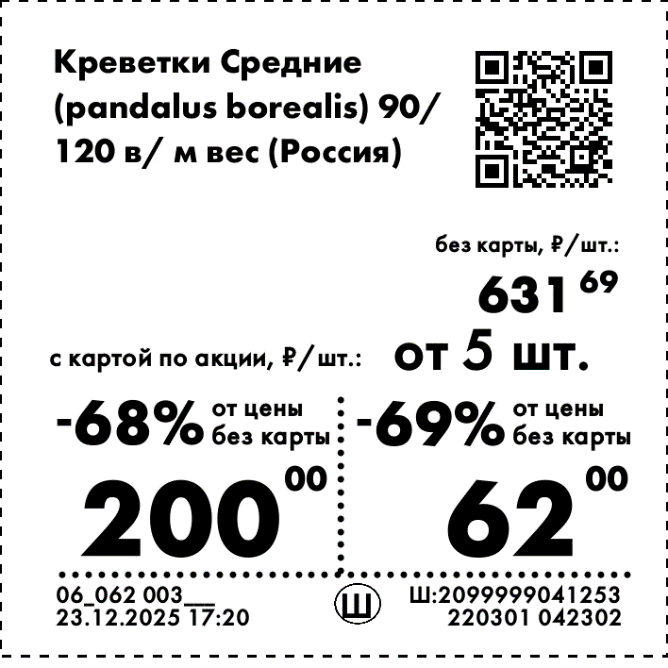 Креветки Средние
(pandalus borealis) 90/
120 в/ м вес (Россия)
без карты, ₽/шт.:
631 69
с картой по акции, ₽/шт.: от 5 шт.
-68% от цены без карты
200 00
-69% от цены без карты
62 00
06_062 003__
23.12.2025 17:20
Ш
Ш:2099999041253
220301 042302